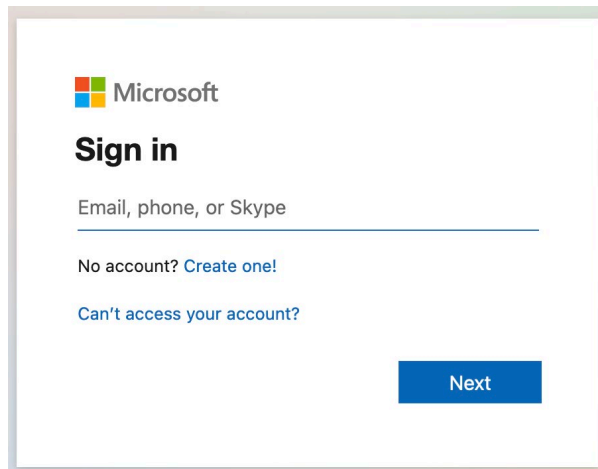 Microsoft
Sign in
Email, phone, or Skype
No account? Create one!
Can't access your account?
Next